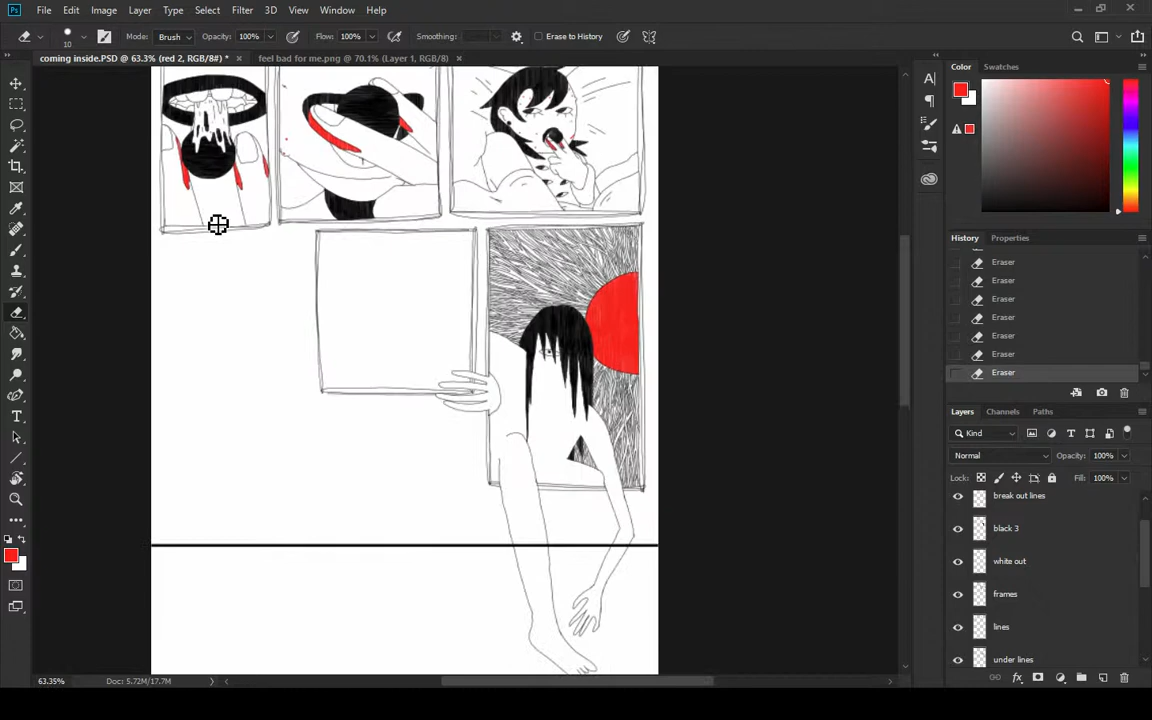 Ps File Edit Image Layer Type Select Filter 3D View Window Help
10 Mode: Brush Opacity: 100% Flow: 100% Smoothing: Erase to History
coming inside.PSD @ 63.3% (red 2, RGB/8#) * × feel bad for me.png @ 70.1% (Layer 1, RGB/8) ×
Color Swatches
History Properties
Eraser
Eraser
Eraser
Eraser
Eraser
Eraser
Eraser
Layers Channels Paths
Kind
Normal Opacity: 100%
Lock: Fill: 100%
break out lines
black 3
white out
frames
lines
under lines
63.35% Doc: 5.72M/17.7M